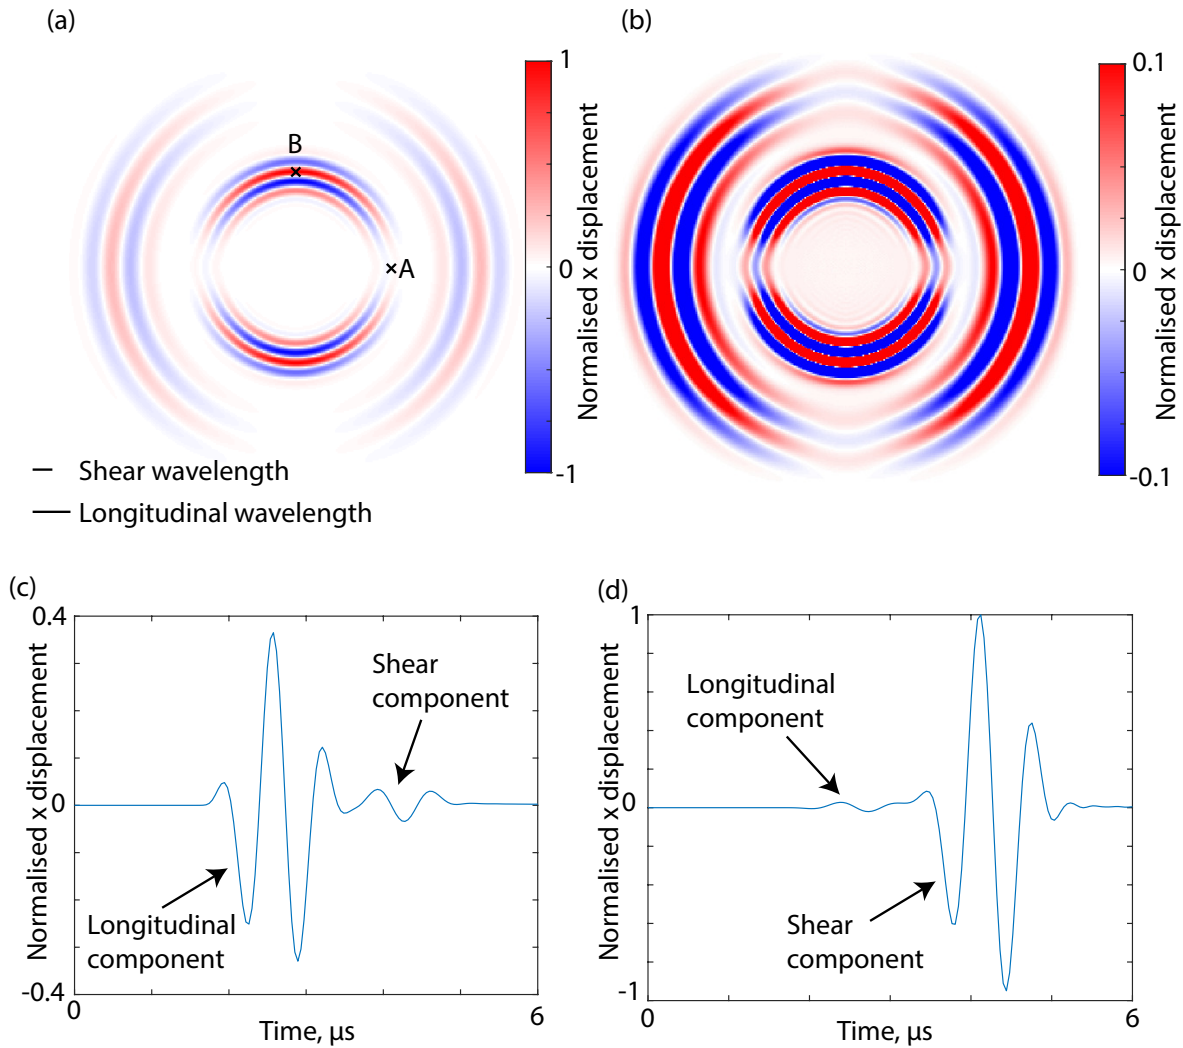 (a)
1
B
A
0
Normalised x displacement
-1
Shear wavelength
Longitudinal wavelength
(b)
0.1
0
Normalised x displacement
-0.1
(c)
0.4
0
-0.4
Normalised x displacement
Shear
component
Longitudinal
component
0
6
Time, μs
(d)
1
0
-1
Normalised x displacement
Longitudinal
component
Shear
component
0
6
Time, μs